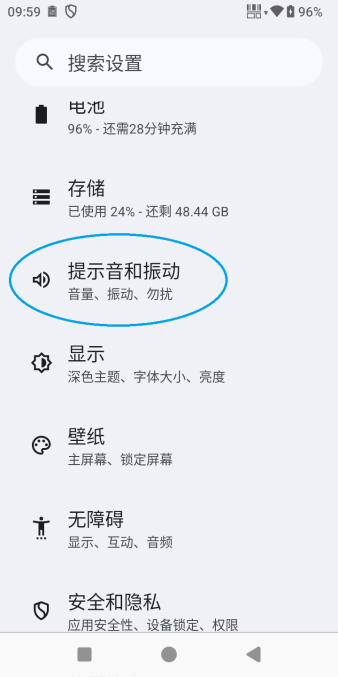 09:59
96%
搜索设置
电池
96% - 还需28分钟充满
存储
已使用 24% - 还剩 48.44 GB
提示音和振动
音量、振动、勿扰
显示
深色主题、字体大小、亮度
壁纸
主屏幕、锁定屏幕
无障碍
显示、互动、音频
安全和隐私
应用安全性、设备锁定、权限